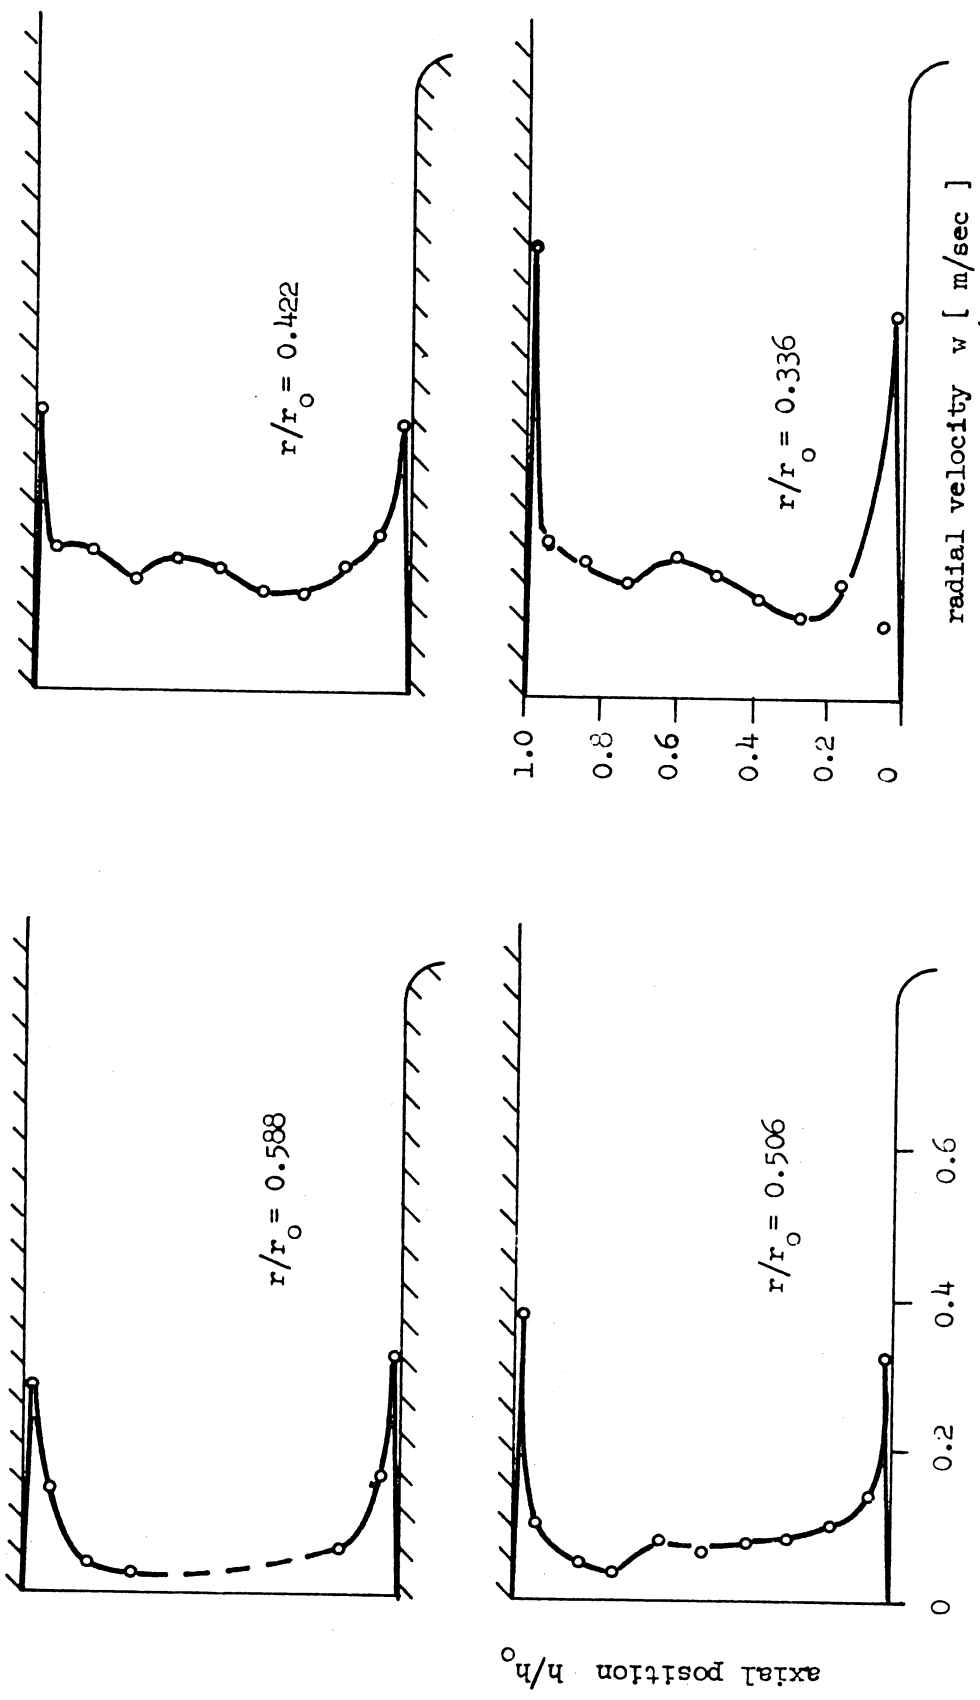 r/r₀ = 0.588
r/r₀ = 0.422
r/r₀ = 0.506
r/r₀ = 0.336
axial position h/h₀
1.0
0.8
0.6
0.4
0.2
0
0
0.2
0.4
0.6
radial velocity w [ m/sec ]